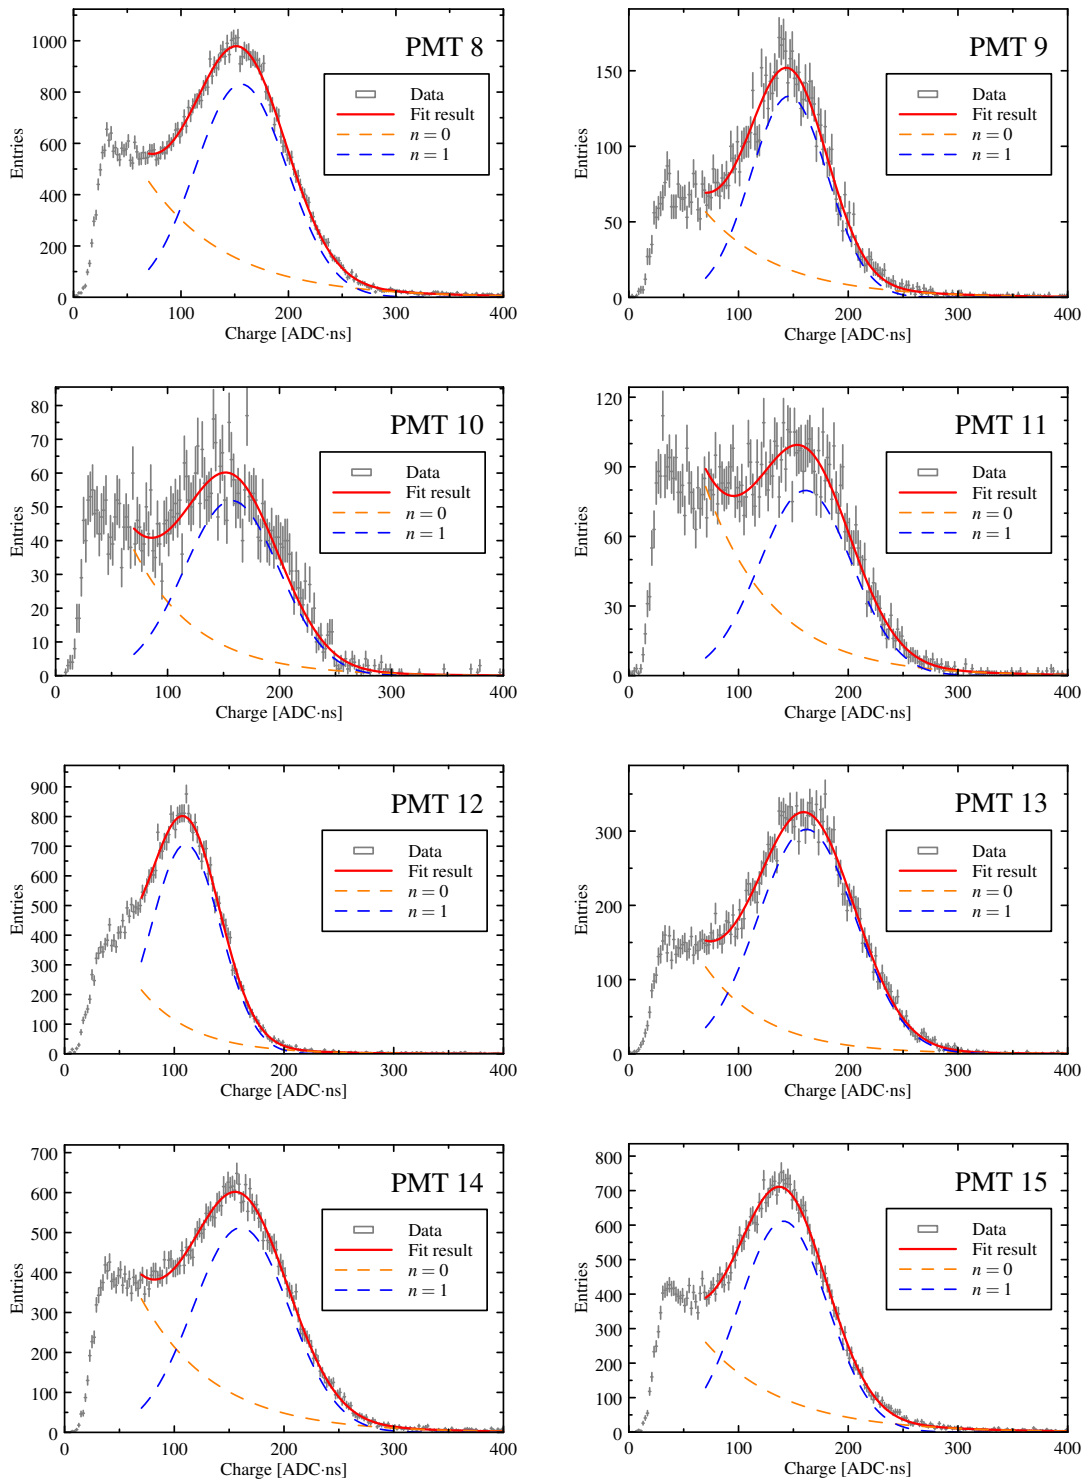 PMT 8
Data
Fit result
n = 0
n = 1
Entries
0
200
400
600
800
1000
0
100
200
300
400
Charge [ADC·ns]
PMT 9
Data
Fit result
n = 0
n = 1
Entries
0
50
100
150
0
100
200
300
400
Charge [ADC·ns]
PMT 10
Data
Fit result
n = 0
n = 1
Entries
0
10
20
30
40
50
60
70
80
0
100
200
300
400
Charge [ADC·ns]
PMT 11
Data
Fit result
n = 0
n = 1
Entries
0
30
60
90
120
0
100
200
300
400
Charge [ADC·ns]
PMT 12
Data
Fit result
n = 0
n = 1
Entries
0
100
200
300
400
500
600
700
800
900
0
100
200
300
400
Charge [ADC·ns]
PMT 13
Data
Fit result
n = 0
n = 1
Entries
0
100
200
300
0
100
200
300
400
Charge [ADC·ns]
PMT 14
Data
Fit result
n = 0
n = 1
Entries
0
100
200
300
400
500
600
700
0
100
200
300
400
Charge [ADC·ns]
PMT 15
Data
Fit result
n = 0
n = 1
Entries
0
100
200
300
400
500
600
700
800
0
100
200
300
400
Charge [ADC·ns]